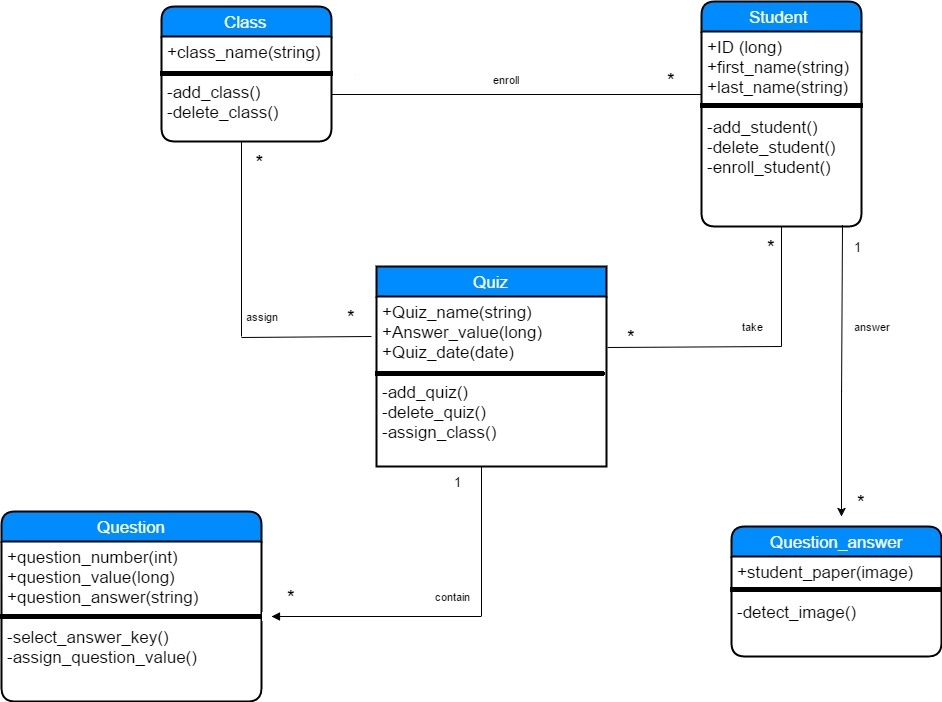 Class
+class_name(string)
-add_class()
-delete_class()
enroll
*
Student
+ID (long)
+first_name(string)
+last_name(string)
-add_student()
-delete_student()
-enroll_student()
*
assign
*
Quiz
+Quiz_name(string)
+Answer_value(long)
+Quiz_date(date)
-add_quiz()
-delete_quiz()
-assign_class()
*
take
*
1
answer
*
1
contain
*
Question
+question_number(int)
+question_value(long)
+question_answer(string)
-select_answer_key()
-assign_question_value()
Question_answer
+student_paper(image)
-detect_image()